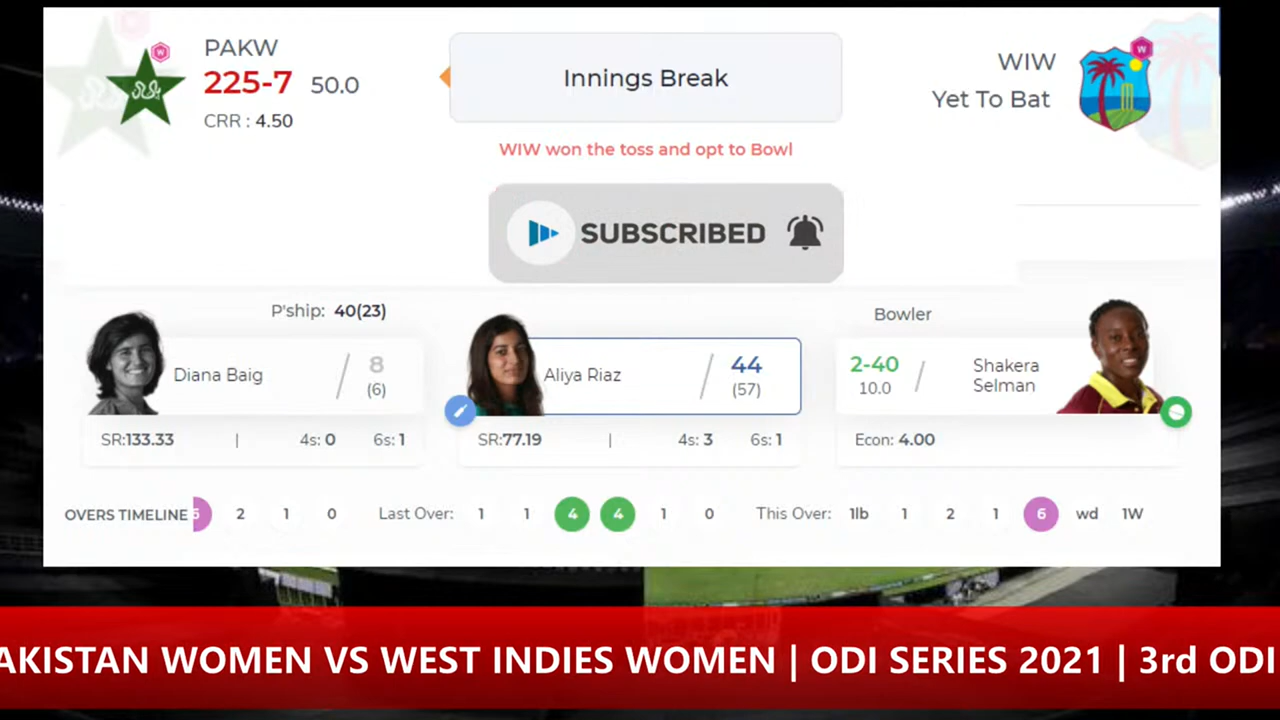 PAKW
225-7 50.0
CRR : 4.50
Innings Break
WIW won the toss and opt to Bowl
WIW
Yet To Bat
W
W
SUBSCRIBED
P'ship: 40(23)
Diana Baig / 8
(6)
SR:133.33 | 4s: 0 6s: 1
Aliya Riaz / 44
(57)
SR:77.19 | 4s: 3 6s: 1
Bowler
2-40 / Shakera
10.0 Selman
Econ: 4.00
OVERS TIMELINE 2 1 0 Last Over: 1 1 4 4 1 0 This Over: 1lb 1 2 1 6 wd 1W
AKISTAN WOMEN VS WEST INDIES WOMEN | ODI SERIES 2021 | 3rd ODI